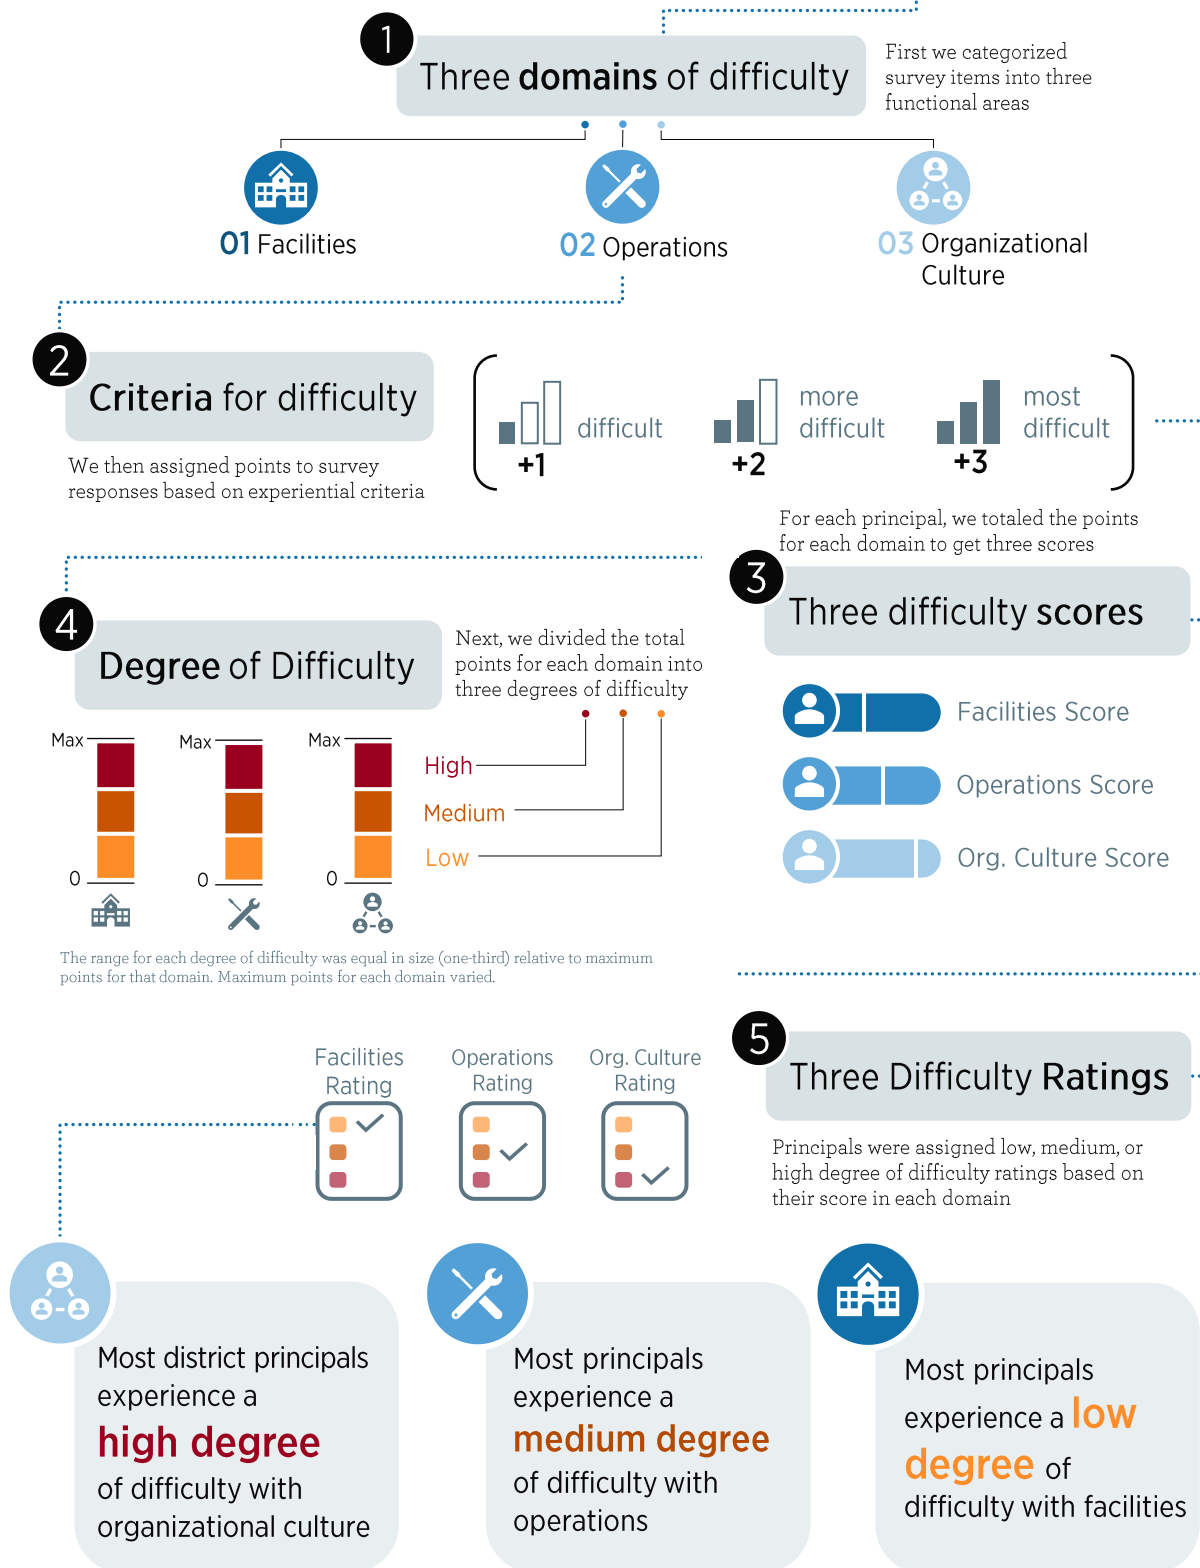 1
Three domains of difficulty
First we categorized
survey items into three
functional areas
01 Facilities
02 Operations
03 Organizational
Culture
2
Criteria for difficulty
We then assigned points to survey
responses based on experiential criteria
difficult
+1
more
difficult
+2
most
difficult
+3
For each principal, we totaled the points
for each domain to get three scores
3
Three difficulty scores
Facilities Score
Operations Score
Org. Culture Score
4
Degree of Difficulty
Next, we divided the total
points for each domain into
three degrees of difficulty
Max
0
Max
0
Max
0
High
Medium
Low
The range for each degree of difficulty was equal in size (one-third) relative to maximum
points for that domain. Maximum points for each domain varied.
5
Three Difficulty Ratings
Principals were assigned low, medium, or
high degree of difficulty ratings based on
their score in each domain
Facilities
Rating
Operations
Rating
Org. Culture
Rating
Most district principals
experience a
high degree
of difficulty with
organizational culture
Most principals
experience a
medium degree
of difficulty with
operations
Most principals
experience a low
degree of
difficulty with facilities